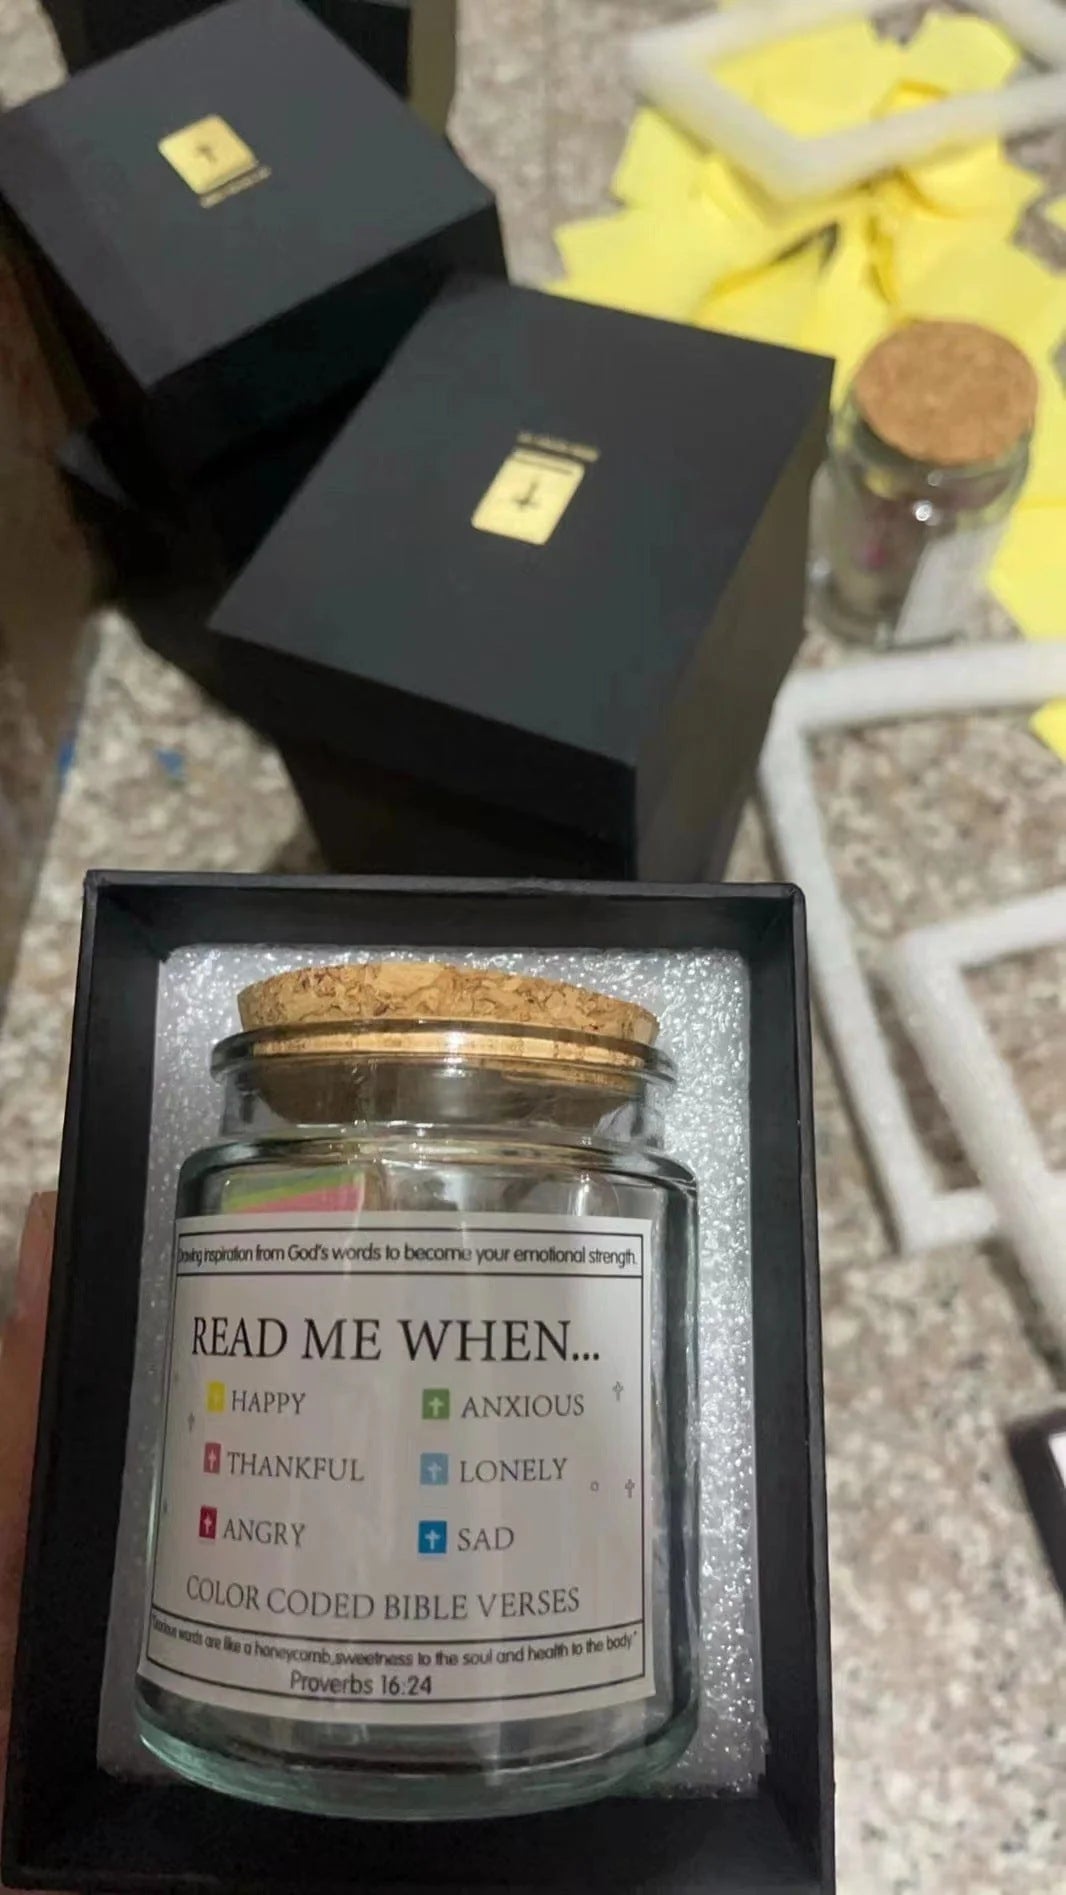 inspiration from God's words to become your emotional strength.
READ ME WHEN...
HAPPY ANXIOUS
THANKFUL LONELY
ANGRY SAD
COLOR CODED BIBLE VERSES
words are like a honeycomb, sweetness to the soul and health to the body"
Proverbs 16:24